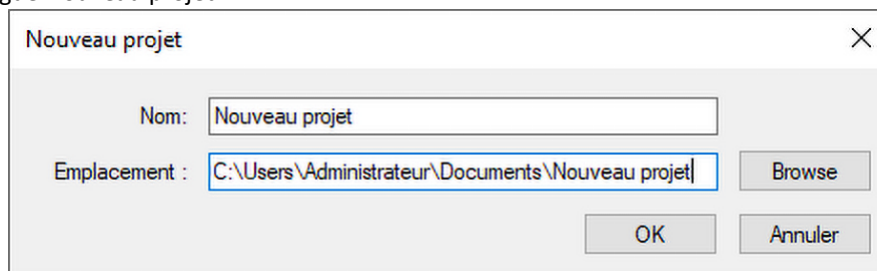 Nouveau projet
Nom: Nouveau projet
Emplacement : C:\Users\Administrateur\Documents\Nouveau projet Browse
OK Annuler